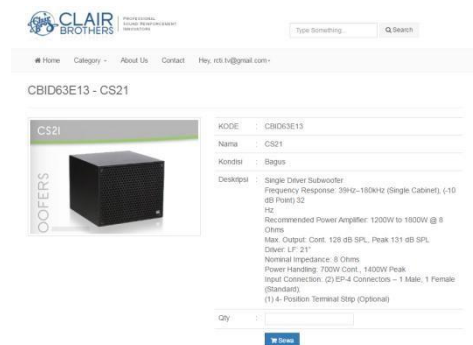 CLAIR
BROTHERS
PROFESSIONAL
SOUND REINFORCEMENT
INNOVATORS
Type Something..
Search
Home Category About Us Contact Hey, rcti.tv@gmail.com
CBID63E13 - CS21
CS21
OOFERS
KODE : CBID63E13
Nama : CS21
Kondisi : Bagus
Deskripsi : Single Driver Subwoofer
Frequency Response: 39Hz~180kHz (Single Cabinet), (-10
dB Point) 32
Hz
Recommended Power Amplifier: 1200W to 1800W @ 8
Ohms
Max. Output: Cont. 128 dB SPL, Peak 131 dB SPL
Driver: LF: 21"
Nominal Impedance: 8 Ohms
Power Handling: 700W Cont., 1400W Peak
Input Connection: (2) EP-4 Connectors – 1 Male, 1 Female
(Standard),
(1) 4- Position Terminal Strip (Optional)
Qty :
Sewa